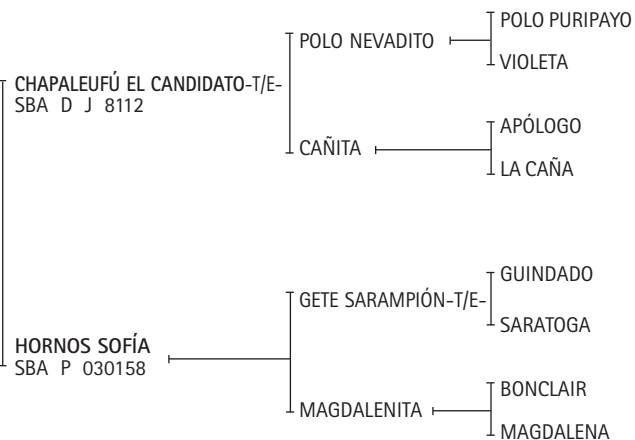 POLO PURIPAYO
POLO NEVADITO
VIOLETA
CHAPALEUFÚ EL CANDIDATO-T/E-
SBA D J 8112
APÓLOGO
CAÑITA
LA CAÑA
GUINDADO
GETE SARAMPIÓN-T/E-
SARATOGA
HORNOS SOFÍA
SBA P 030158
BONCLAIR
MAGDALENITA
MAGDALENA